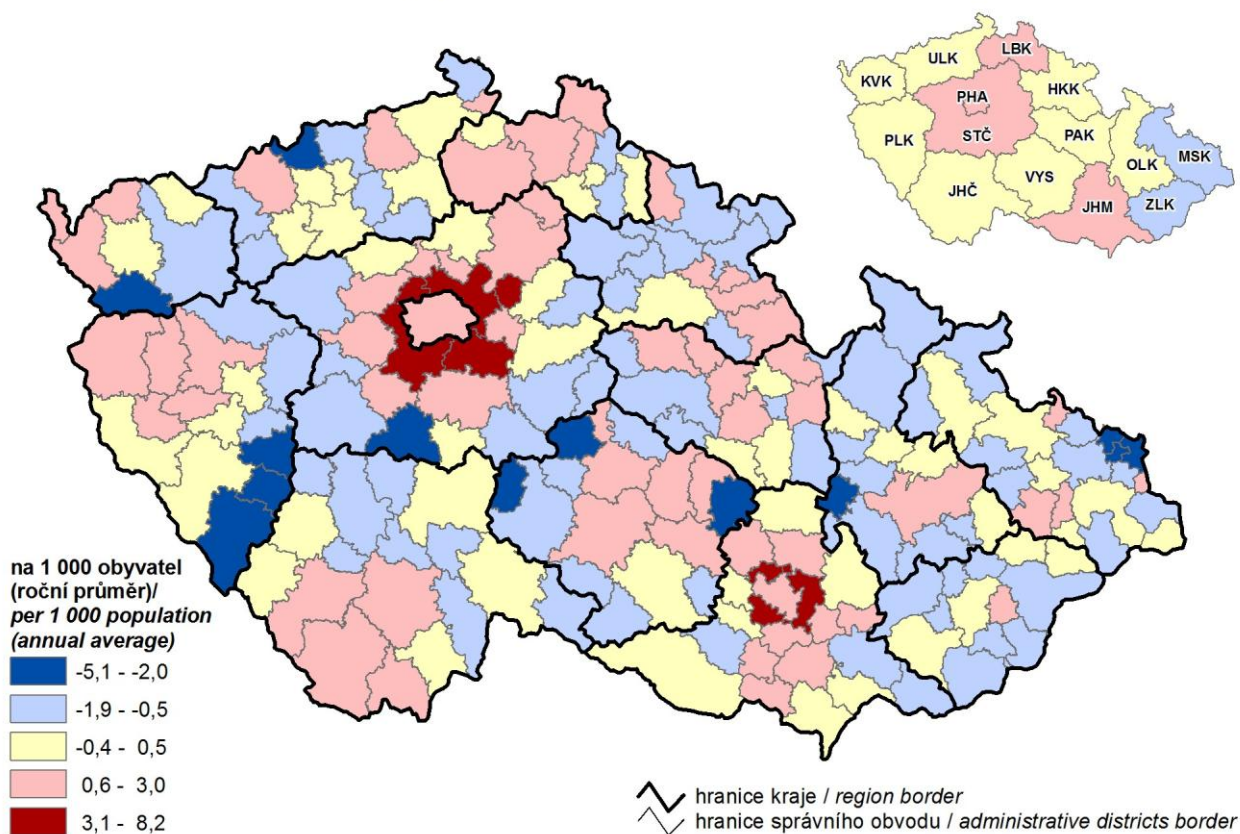 LBK
ULK
KVK
HKK
PHA
STČ
PLK
PAK
OLK
MSK
VYS
JHČ
JHM
ZLK
na 1 000 obyvatel
(roční průměr)/
per 1 000 population
(annual average)
-5,1 - -2,0
-1,9 - -0,5
-0,4 - 0,5
0,6 - 3,0
3,1 - 8,2
hranice kraje / region border
hranice správního obvodu / administrative districts border